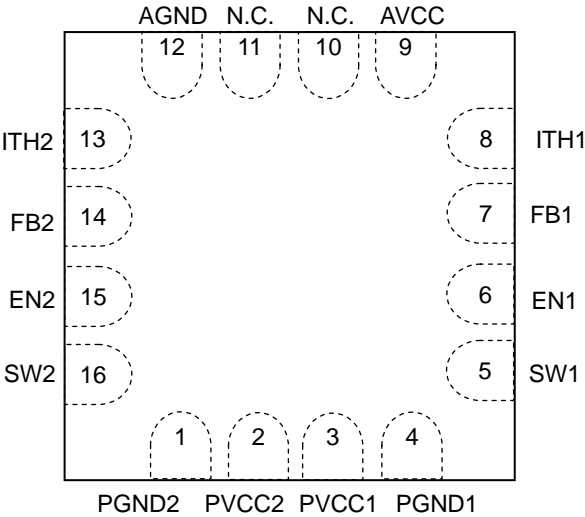 AGND N.C. N.C. AVCC
12 11 10 9
ITH2 13 8 ITH1
FB2 14 7 FB1
EN2 15 6 EN1
SW2 16 5 SW1
1 2 3 4
PGND2 PVCC2 PVCC1 PGND1